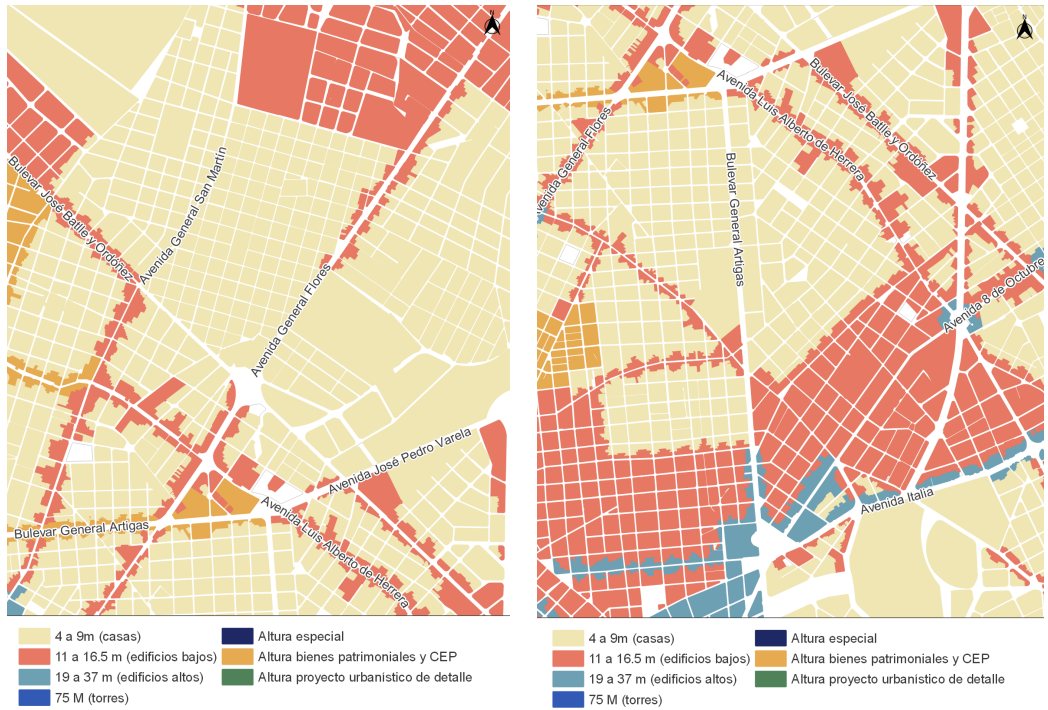 N
Bulevar José Batlle y Ordóñez
Avenida General San Martín
Avenida General Flores
Avenida José Pedro Varela
Bulevar General Artigas
Avenida Luis Alberto de Herrera
4 a 9m (casas)
11 a 16.5 m (edificios bajos)
19 a 37 m (edificios altos)
75 M (torres)
Altura especial
Altura bienes patrimoniales y CEP
Altura proyecto urbanistico de detalle
N
Avenida Luis Alberto de Herrera
Bulevar José Batlle y Ordóñez
Avenida General Flores
Bulevar General Artigas
Avenida 8 de Octubre
Avenida Italia
4 a 9m (casas)
11 a 16.5 m (edificios bajos)
19 a 37 m (edificios altos)
75 M (torres)
Altura especial
Altura bienes patrimoniales y CEP
Altura proyecto urbanistico de detalle